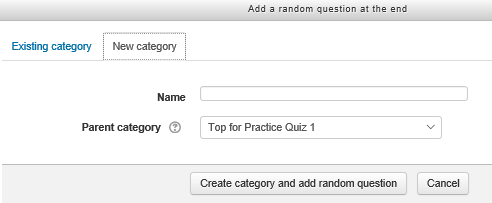 Add a random question at the end
Existing category New category
Name
Parent category ? Top for Practice Quiz 1
Create category and add random question Cancel